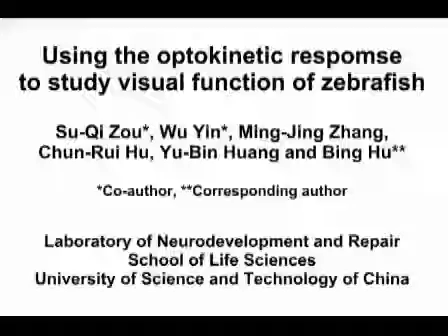 Using the optokinetic respomse
to study visual function of zebrafish
Su-Qi Zou*, Wu Yin*, Ming-Jing Zhang,
Chun-Rui Hu, Yu-Bin Huang and Bing Hu**
*Co-author, **Corresponding author
Laboratory of Neurodevelopment and Repair
School of Life Sciences
University of Science and Technology of China